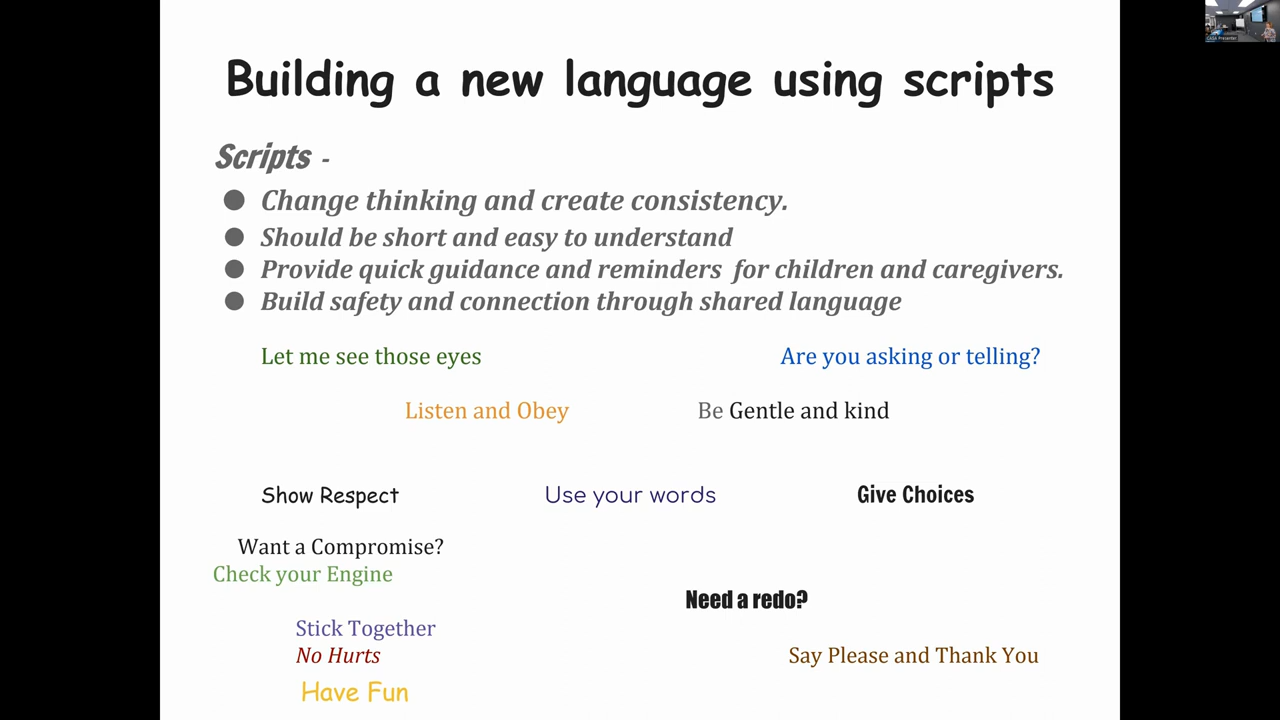 Building a new language using scripts
Scripts -
● Change thinking and create consistency.
● Should be short and easy to understand
● Provide quick guidance and reminders for children and caregivers.
● Build safety and connection through shared language
Let me see those eyes
Are you asking or telling?
Listen and Obey
Be Gentle and kind
Show Respect
Use your words
Give Choices
Want a Compromise?
Check your Engine
Need a redo?
Stick Together
No Hurts
Say Please and Thank You
Have Fun
CASA Presenter